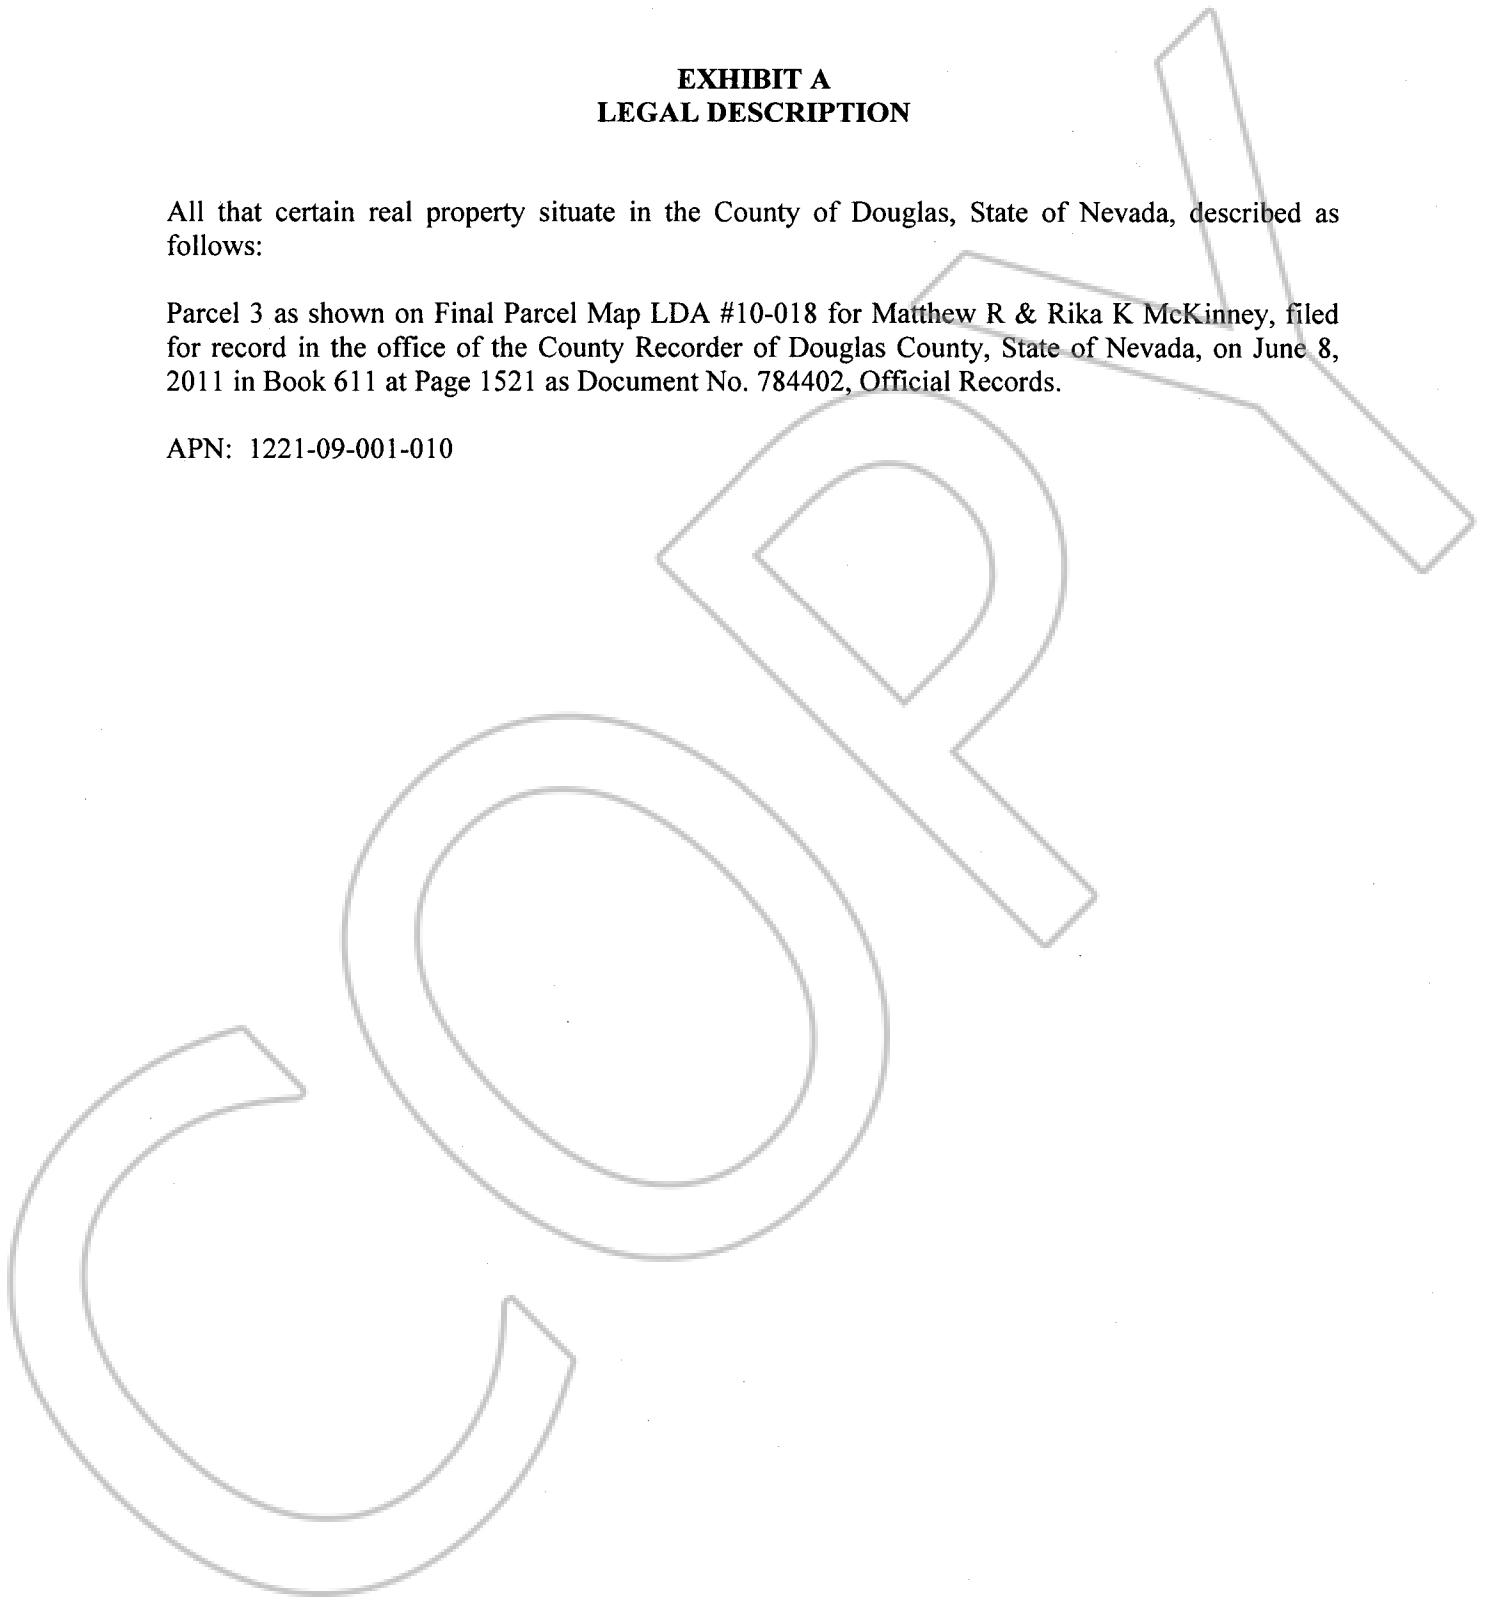 EXHIBIT A
LEGAL DESCRIPTION
All that certain real property situate in the County of Douglas, State of Nevada, described as
follows:
Parcel 3 as shown on Final Parcel Map LDA #10-018 for Matthew R & Rika K McKinney, filed
for record in the office of the County Recorder of Douglas County, State of Nevada, on June 8,
2011 in Book 611 at Page 1521 as Document No. 784402, Official Records.
APN: 1221-09-001-010
COPY